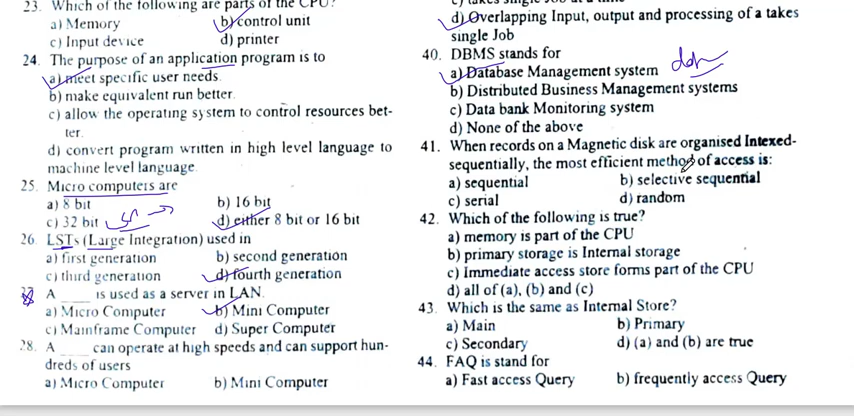 23. Which of the following are parts of the CPU?
a) Memory b) control unit
c) Input device d) printer
24. The purpose of an application program is to
a) meet specific user needs.
b) make equivalent run better.
c) allow the operating system to control resources bet-
ter.
d) convert program written in high level language to
machine level language.
25. Micro computers are
a) 8 bit b) 16 bit
c) 32 bit d) either 8 bit or 16 bit
26. LSTs (Large Integration) used in
a) first generation b) second generation
c) third generation d) fourth generation
27. A ____ is used as a server in LAN.
a) Micro Computer b) Mini Computer
c) Mainframe Computer d) Super Computer
28. A ____ can operate at high speeds and can support hun-
dreds of users
a) Micro Computer b) Mini Computer
d) Overlapping Input, output and processing of a takes
single Job
40. DBMS stands for
a) Database Management system
b) Distributed Business Management systems
c) Data bank Monitoring system
d) None of the above
41. When records on a Magnetic disk are organised Intexed-
sequentially, the most efficient method of access is:
a) sequential b) selective sequential
c) serial d) random
42. Which of the following is true?
a) memory is part of the CPU
b) primary storage is Internal storage
c) Immediate access store forms part of the CPU
d) all of (a), (b) and (c)
43. Which is the same as Internal Store?
a) Main b) Primary
c) Secondary d) (a) and (b) are true
44. FAQ is stand for
a) Fast access Query b) frequently access Query